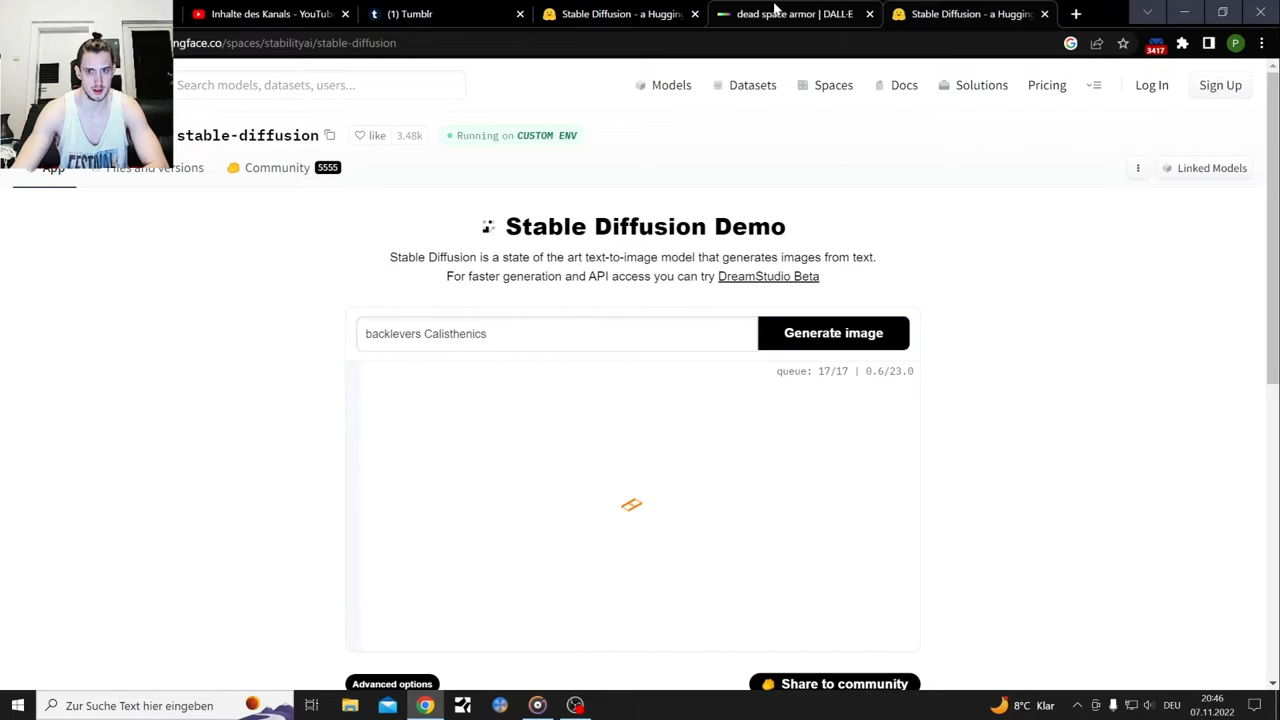 Inhalte des Kanals - YouTub
(1) Tumblr
Stable Diffusion - a Hugging
dead space armor | DALL·E
Stable Diffusion - a Hugging
ngface.co/spaces/stabilityai/stable-diffusion
3417
P
Search models, datasets, users...
Models
Datasets
Spaces
Docs
Solutions
Pricing
Log In
Sign Up
stable-diffusion
like
3.48k
Running on CUSTOM ENV
App
Files and versions
Community
5555
Linked Models
Stable Diffusion Demo
Stable Diffusion is a state of the art text-to-image model that generates images from text.
For faster generation and API access you can try DreamStudio Beta
backlevers Calisthenics
Generate image
queue: 17/17 | 0.6/23.0
Advanced options
Share to community
Zur Suche Text hier eingeben
8°C Klar
DEU
20:46
07.11.2022